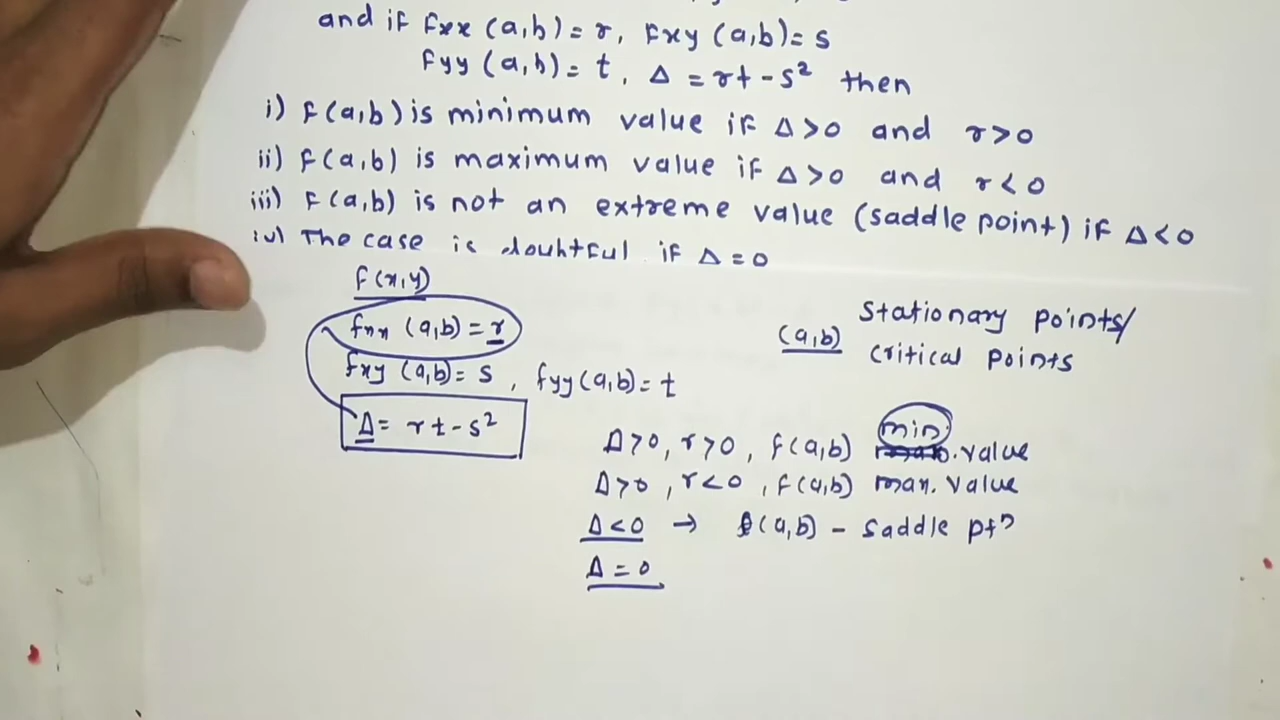 and if fxx (a,b) = r, fxy (a,b) = s
fyy (a,b) = t, Δ = rt - s² then
i) f(a,b) is minimum value if Δ > 0 and r > 0
ii) f(a,b) is maximum value if Δ > 0 and r < 0
iii) f(a,b) is not an extreme value (saddle point) if Δ < 0
iv) The case is doubtful if Δ = 0
f(x,y)
fxx (a,b) = r
fxy (a,b) = s, fyy (a,b) = t
Δ = rt - s²
(a,b) Stationary points/
critical points
Δ > 0, r > 0, f(a,b) min. value
Δ > 0, r < 0, f(a,b) max. value
Δ < 0 → f(a,b) - saddle pt
Δ = 0